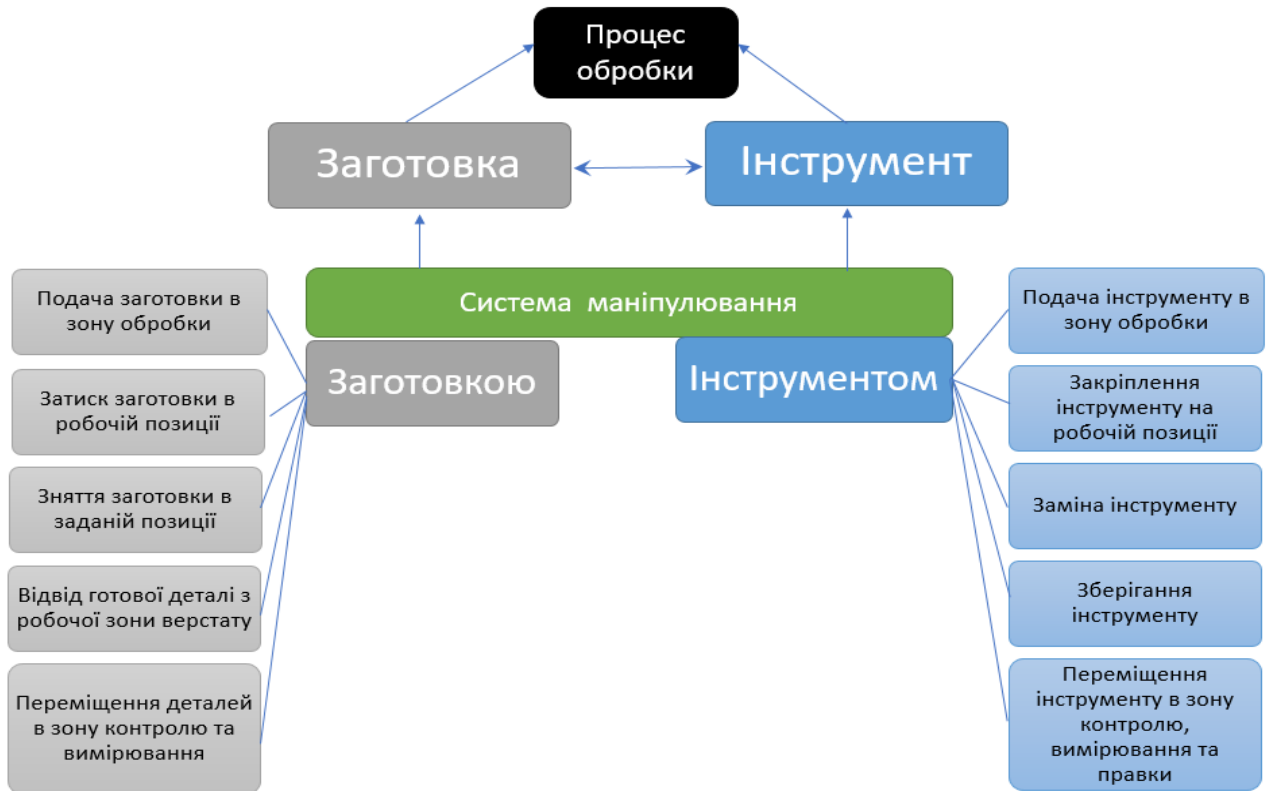 Процес
обробки
Заготовка
Інструмент
Система маніпулювання
Заготовкою
Інструментом
Подача заготовки в
зону обробки
Затиск заготовки в
робочій позиції
Зняття заготовки в
заданій позиції
Відвід готової деталі з
робочої зони верстату
Переміщення деталей
в зону контролю та
вимірювання
Подача інструменту в
зону обробки
Закріплення
інструменту на
робочій позиції
Заміна інструменту
Зберігання
інструменту
Переміщення
інструменту в зону
контролю,
вимірювання та
правки